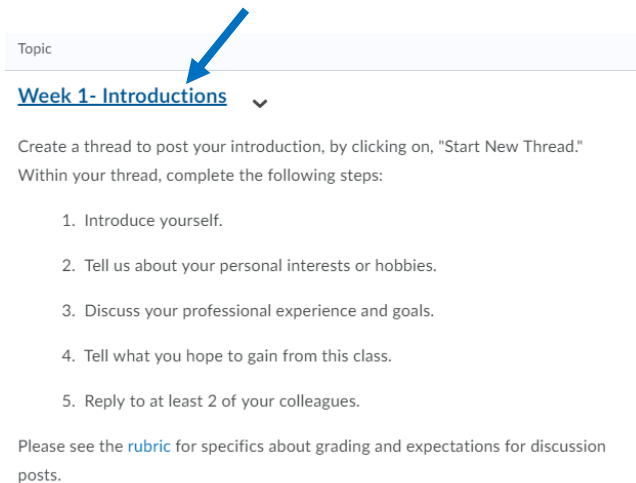 Topic
Week 1- Introductions
Create a thread to post your introduction, by clicking on, "Start New Thread."
Within your thread, complete the following steps:
1. Introduce yourself.
2. Tell us about your personal interests or hobbies.
3. Discuss your professional experience and goals.
4. Tell what you hope to gain from this class.
5. Reply to at least 2 of your colleagues.
Please see the rubric for specifics about grading and expectations for discussion
posts.